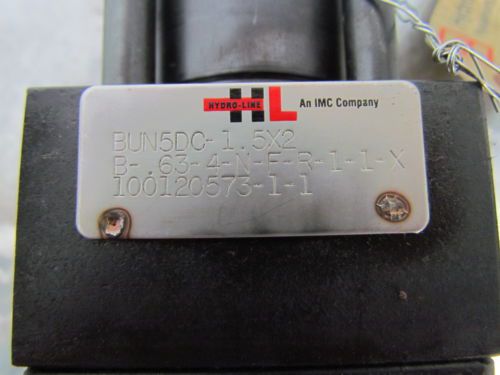 HYDRO-LINE HL An IMC Company
BUN5DC-1.5X2
B-.63-4-N-F-R-1-1-X
100120573-1-1